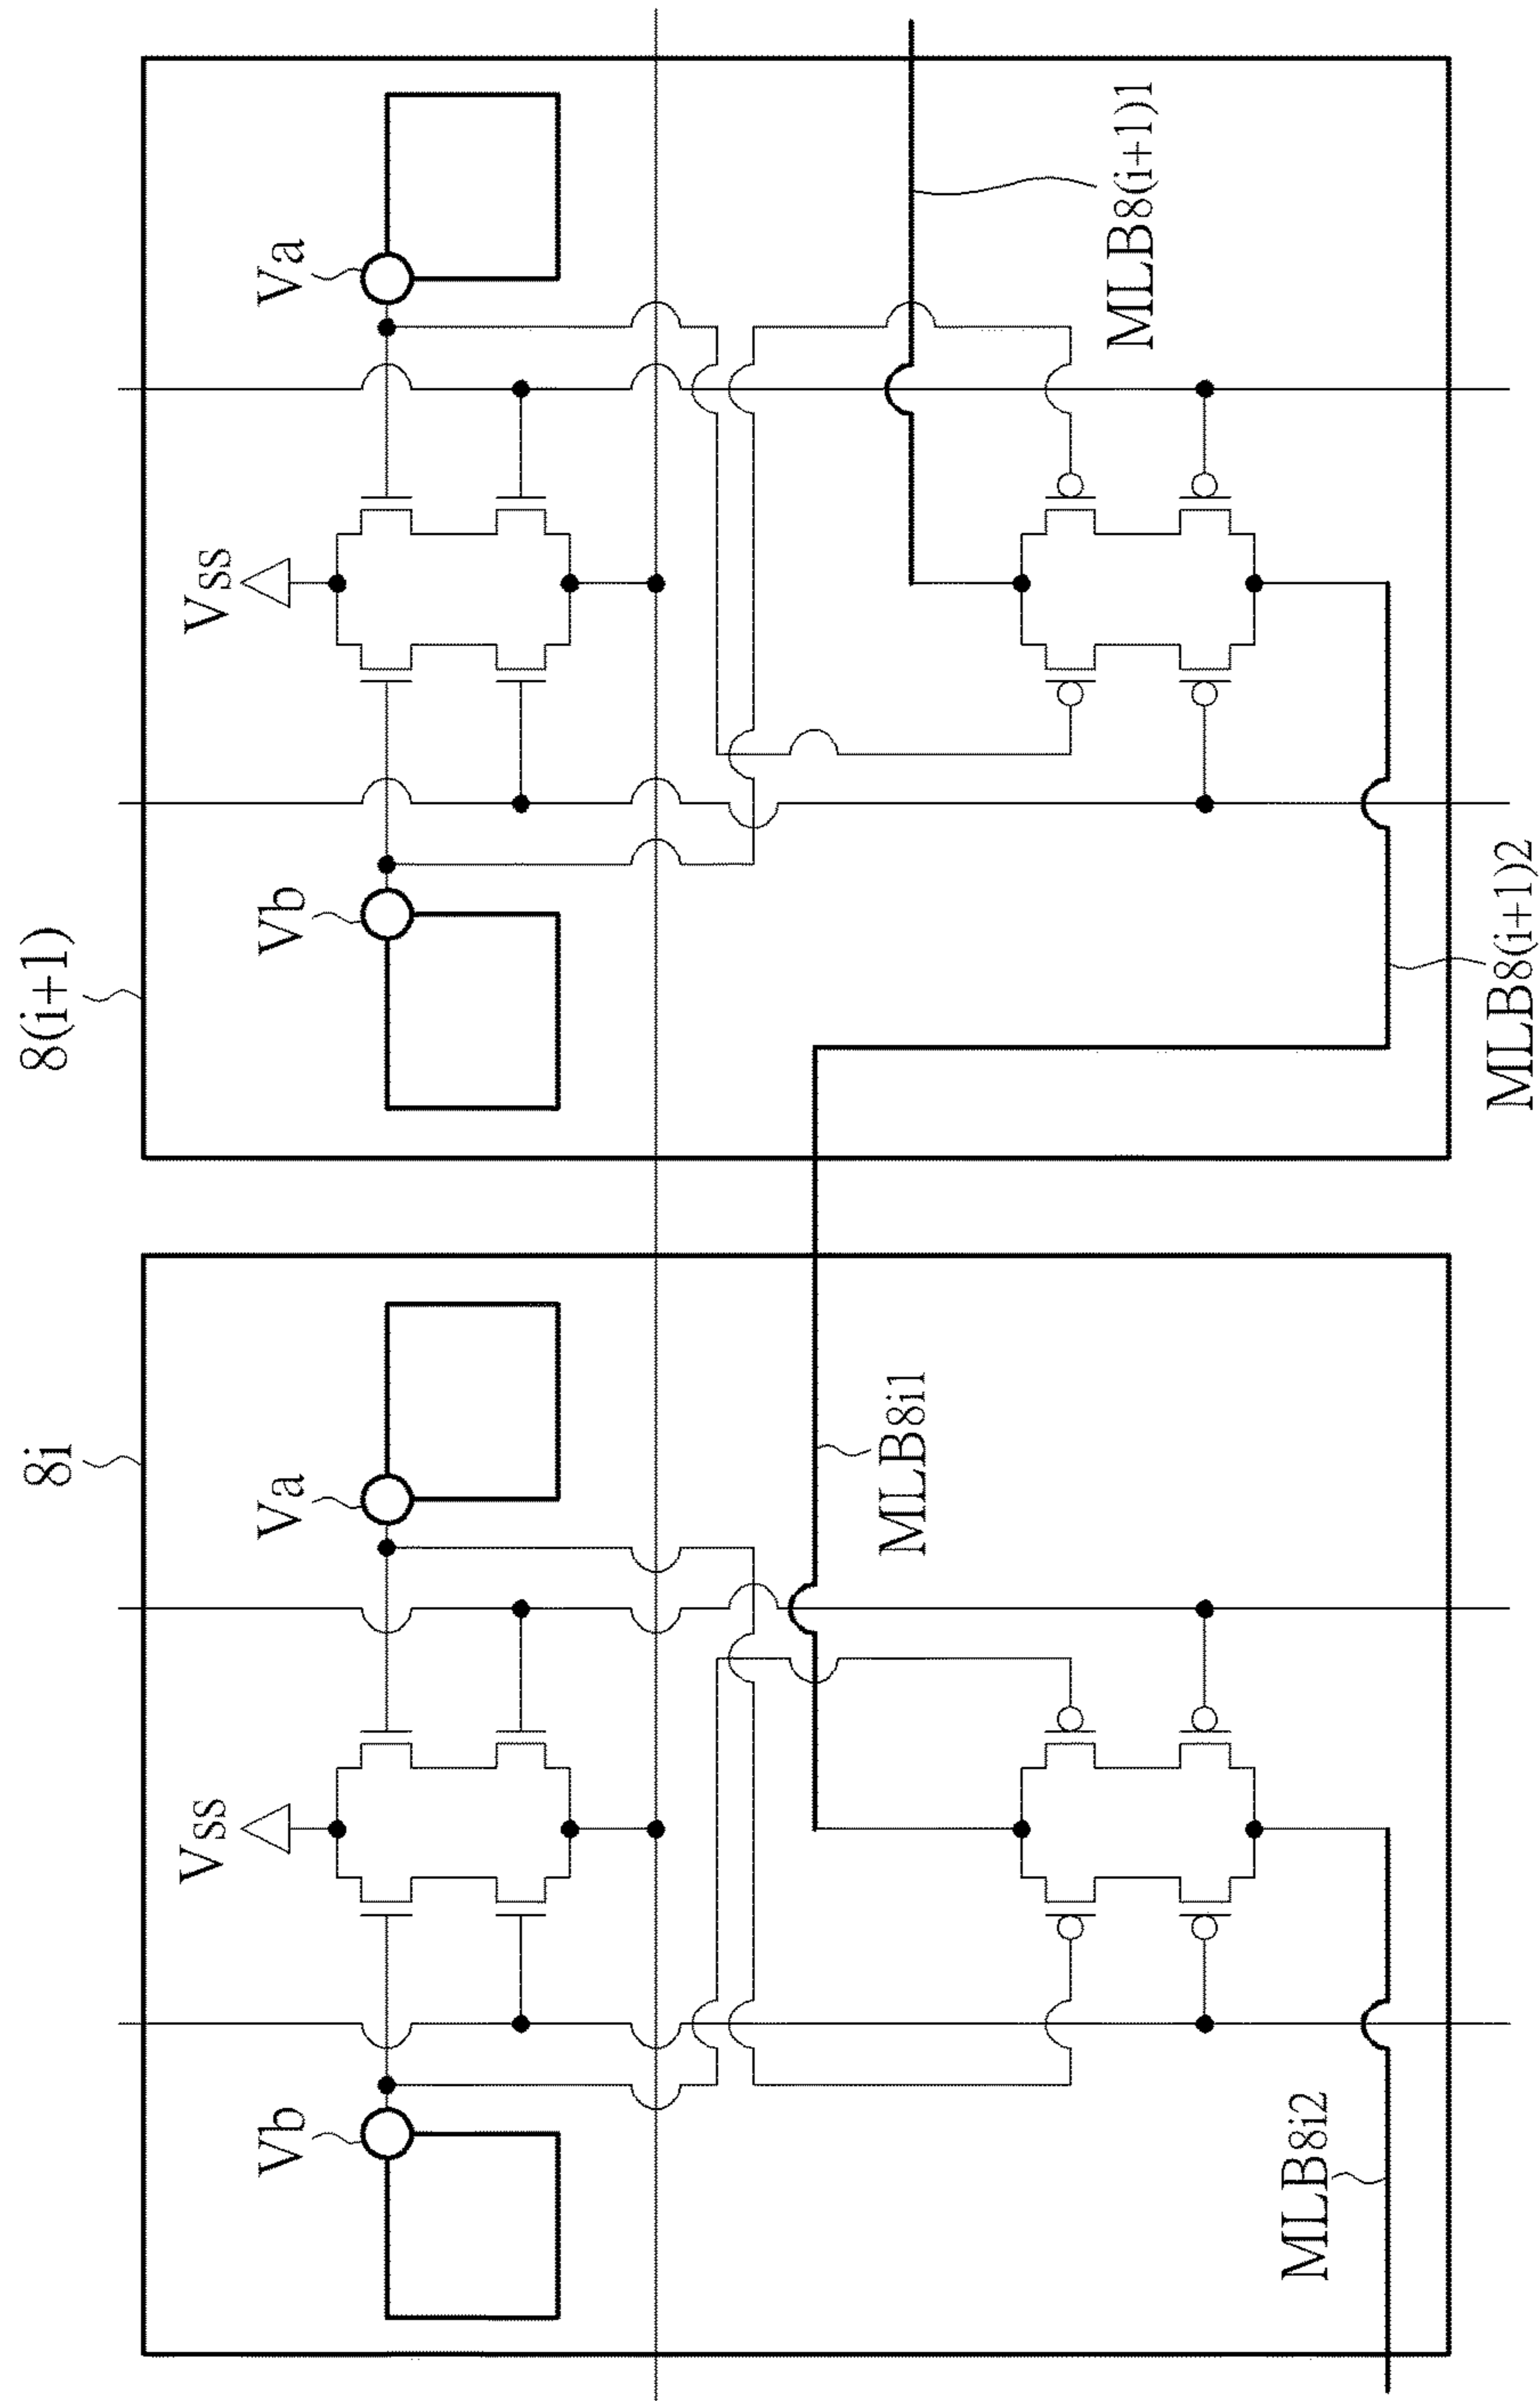 8i
8(i+1)
Vb
VSS
Va
Vb
VSS
Va
MLB8i1
MLB8(i+1)1
MLB8i2
MLB8(i+1)2